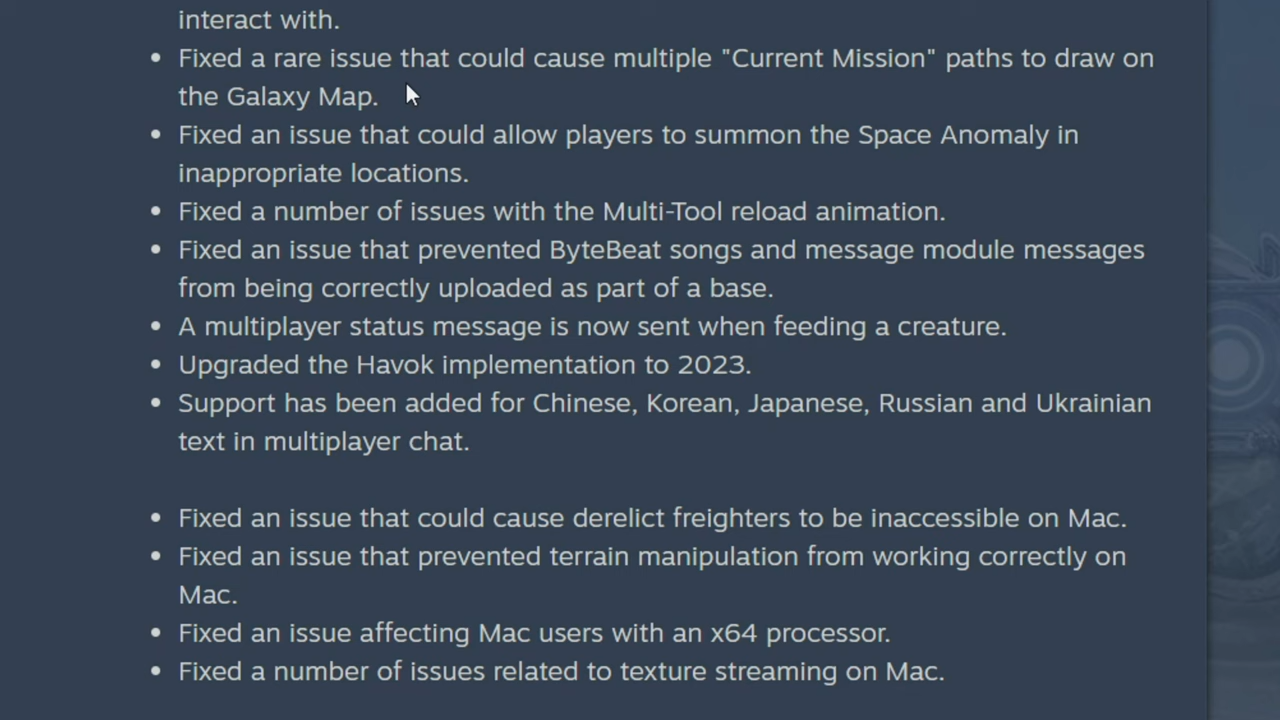 interact with.
• Fixed a rare issue that could cause multiple "Current Mission" paths to draw on
the Galaxy Map.
• Fixed an issue that could allow players to summon the Space Anomaly in
inappropriate locations.
• Fixed a number of issues with the Multi-Tool reload animation.
• Fixed an issue that prevented ByteBeat songs and message module messages
from being correctly uploaded as part of a base.
• A multiplayer status message is now sent when feeding a creature.
• Upgraded the Havok implementation to 2023.
• Support has been added for Chinese, Korean, Japanese, Russian and Ukrainian
text in multiplayer chat.
• Fixed an issue that could cause derelict freighters to be inaccessible on Mac.
• Fixed an issue that prevented terrain manipulation from working correctly on
Mac.
• Fixed an issue affecting Mac users with an x64 processor.
• Fixed a number of issues related to texture streaming on Mac.